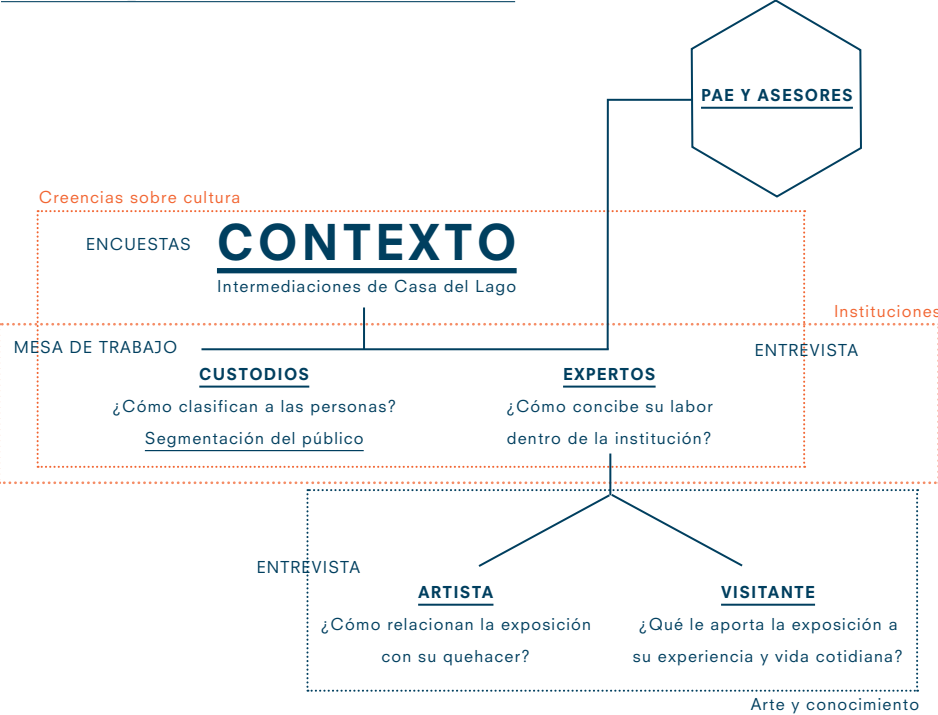 PAE Y ASESORES
Creencias sobre cultura
ENCUESTAS
CONTEXTO
Intermediaciones de Casa del Lago
Instituciones
MESA DE TRABAJO
ENTREVISTA
CUSTODIOS
¿Cómo clasifican a las personas?
Segmentación del público
EXPERTOS
¿Cómo concibe su labor
dentro de la institución?
ENTREVISTA
ARTISTA
¿Cómo relacionan la exposición
con su quehacer?
VISITANTE
¿Qué le aporta la exposición a
su experiencia y vida cotidiana?
Arte y conocimiento